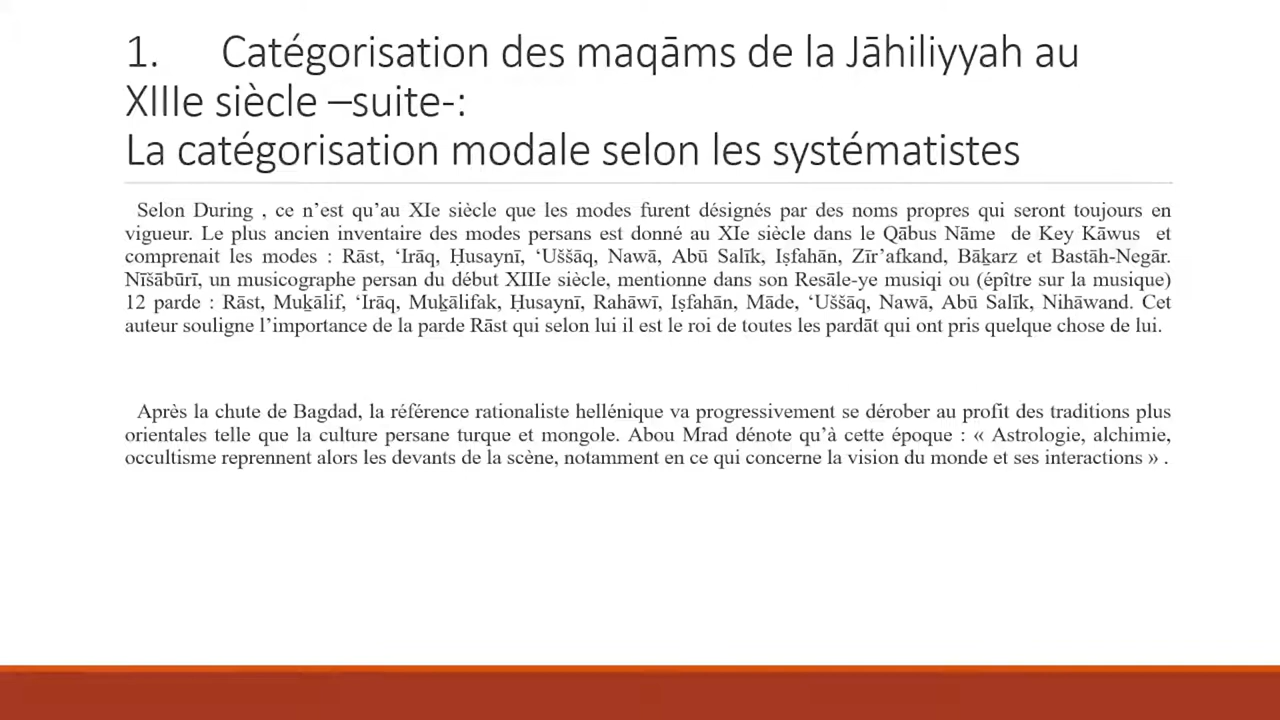 1. Catégorisation des maqāms de la Jāhiliyyah au
XIIIe siècle –suite-:
La catégorisation modale selon les systématistes
Selon During , ce n’est qu’au XIe siècle que les modes furent désignés par des noms propres qui seront toujours en
vigueur. Le plus ancien inventaire des modes persans est donné au XIe siècle dans le Qābus Nāme de Key Kāwus et
comprenait les modes : Rāst, ‘Irāq, Ḥusaynī, ‘Uššāq, Nawā, Abū Salīk, Iṣfahān, Zīr’afkand, Bāḵarz et Bastāh-Negār.
Nīšābūrī, un musicographe persan du début XIIIe siècle, mentionne dans son Resāle-ye musiqi ou (épître sur la musique)
12 parde : Rāst, Muḵālif, ‘Irāq, Muḵālifak, Ḥusaynī, Rahāwī, Iṣfahān, Māde, ‘Uššāq, Nawā, Abū Salīk, Nihāwand. Cet
auteur souligne l’importance de la parde Rāst qui selon lui il est le roi de toutes les pardāt qui ont pris quelque chose de lui.
Après la chute de Bagdad, la référence rationaliste hellénique va progressivement se dérober au profit des traditions plus
orientales telle que la culture persane turque et mongole. Abou Mrad dénote qu’à cette époque : « Astrologie, alchimie,
occultisme reprennent alors les devants de la scène, notamment en ce qui concerne la vision du monde et ses interactions » .